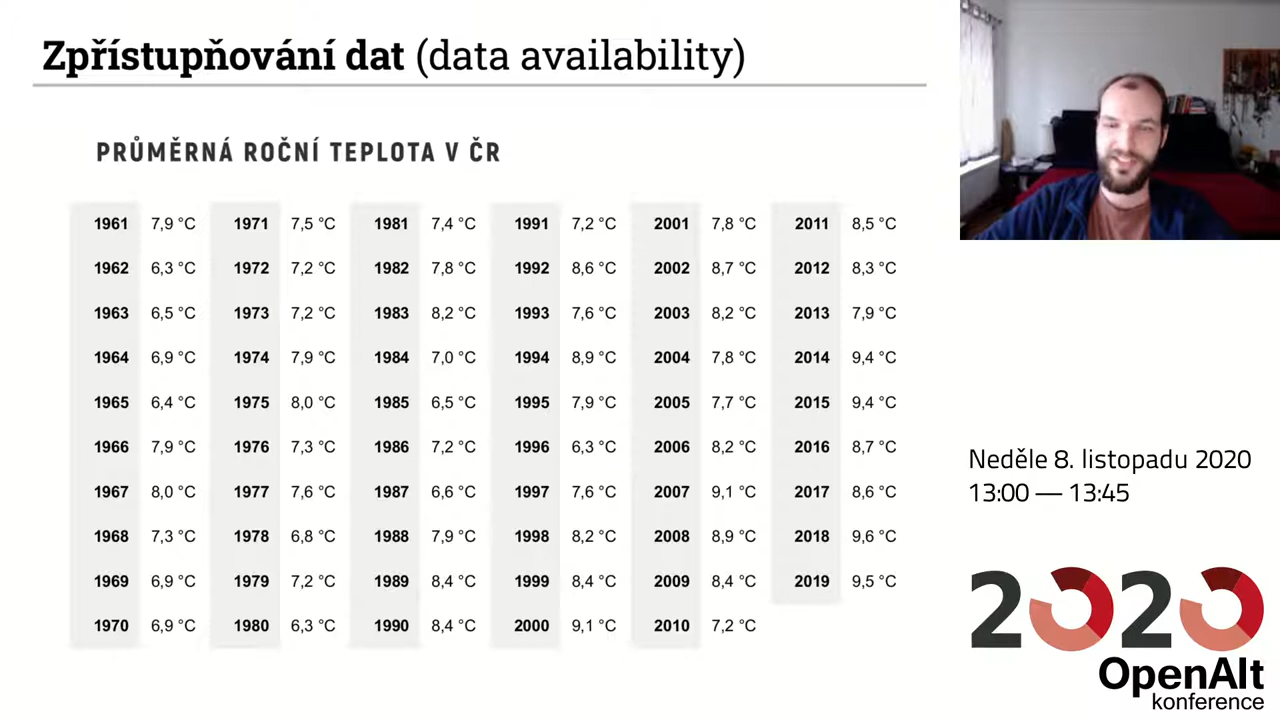 Zpřístupňování dat (data availability)
PRŮMĚRNÁ ROČNÍ TEPLOTA V ČR
1961 7,9 °C 1971 7,5 °C 1981 7,4 °C 1991 7,2 °C 2001 7,8 °C 2011 8,5 °C
1962 6,3 °C 1972 7,2 °C 1982 7,8 °C 1992 8,6 °C 2002 8,7 °C 2012 8,3 °C
1963 6,5 °C 1973 7,2 °C 1983 8,2 °C 1993 7,6 °C 2003 8,2 °C 2013 7,9 °C
1964 6,9 °C 1974 7,9 °C 1984 7,0 °C 1994 8,9 °C 2004 7,8 °C 2014 9,4 °C
1965 6,4 °C 1975 8,0 °C 1985 6,5 °C 1995 7,9 °C 2005 7,7 °C 2015 9,4 °C
1966 7,9 °C 1976 7,3 °C 1986 7,2 °C 1996 6,3 °C 2006 8,2 °C 2016 8,7 °C
1967 8,0 °C 1977 7,6 °C 1987 6,6 °C 1997 7,6 °C 2007 9,1 °C 2017 8,6 °C
1968 7,3 °C 1978 6,8 °C 1988 7,9 °C 1998 8,2 °C 2008 8,9 °C 2018 9,6 °C
1969 6,9 °C 1979 7,2 °C 1989 8,4 °C 1999 8,4 °C 2009 8,4 °C 2019 9,5 °C
1970 6,9 °C 1980 6,3 °C 1990 8,4 °C 2000 9,1 °C 2010 7,2 °C
Neděle 8. listopadu 2020
13:00 — 13:45
2020
OpenAlt
konference